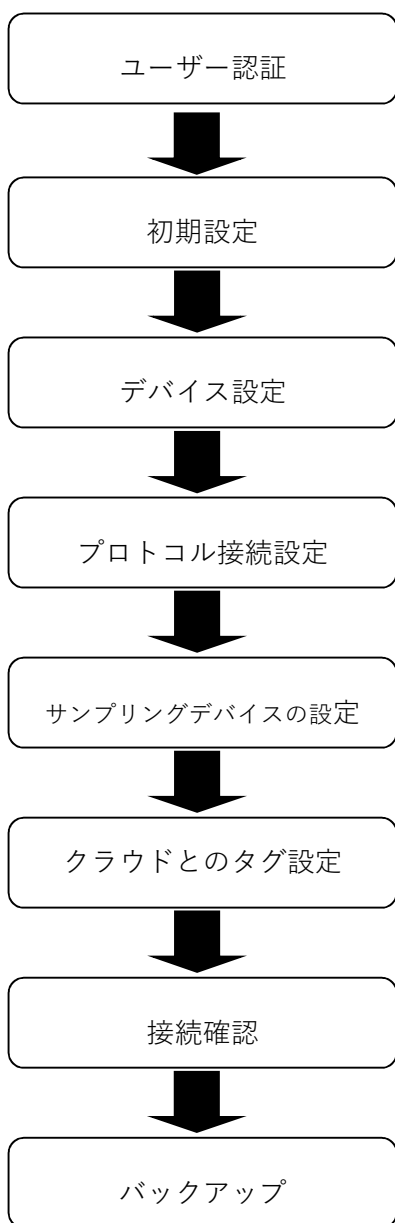 ユーザー認証
初期設定
デバイス設定
プロトコル接続設定
サンプリングデバイスの設定
クラウドとのタグ設定
接続確認
バックアップ